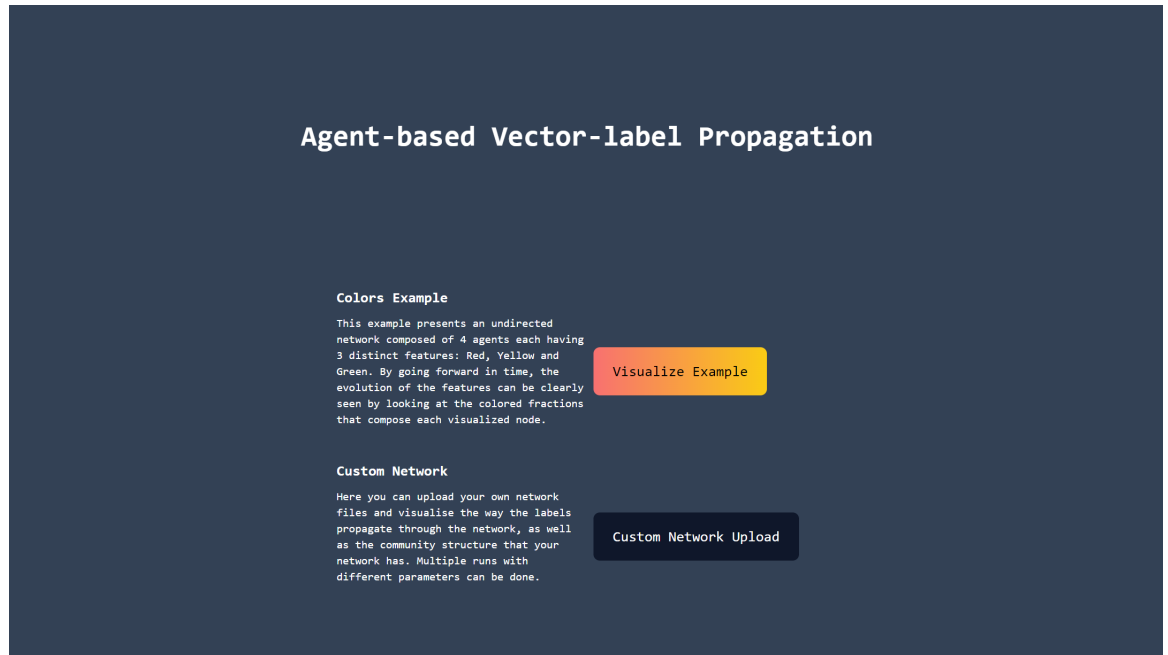 Agent-based Vector-label Propagation
Colors Example
This example presents an undirected
network composed of 4 agents each having
3 distinct features: Red, Yellow and
Green. By going forward in time, the
evolution of the features can be clearly
seen by looking at the colored fractions
that compose each visualized node.
Visualize Example
Custom Network
Here you can upload your own network
files and visualise the way the labels
propagate through the network, as well
as the community structure that your
network has. Multiple runs with
different parameters can be done.
Custom Network Upload